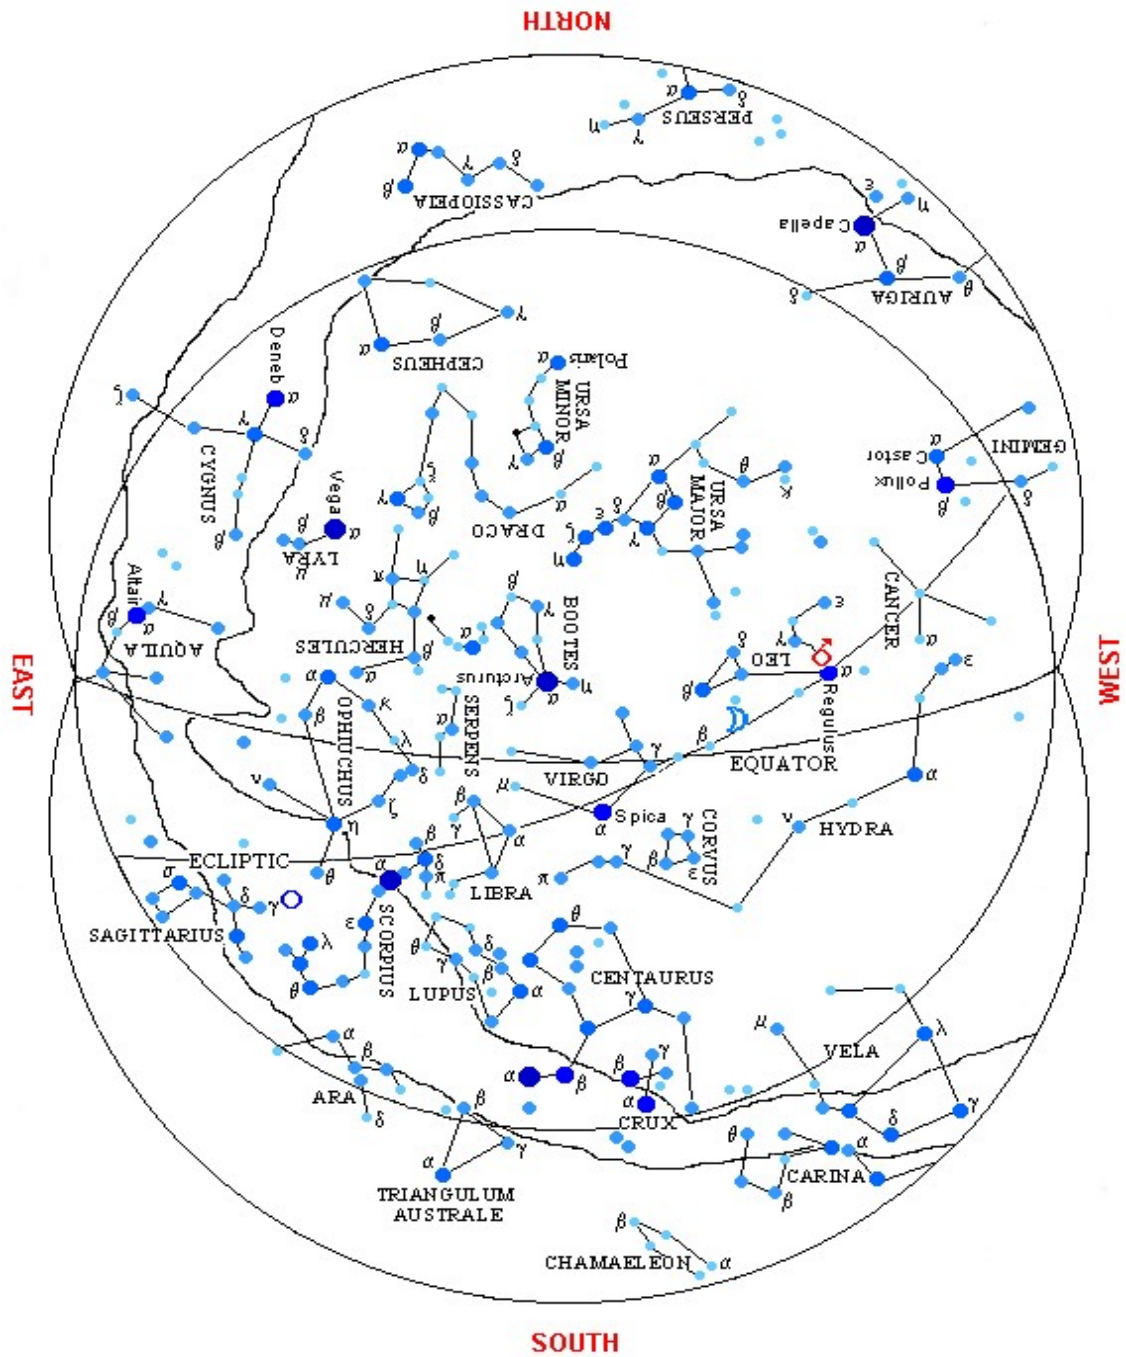 NORTH
α
δ
PERSEUS
η
γ
α
γ
δ
β
CASSIOPEIA
ε
η
Capella
α
β
θ
δ
AURIGA
γ
β
α
CEPHEUS
Deneb
α
α
Polaris
URSA
MINOR
β
γ
ζ
γ
δ
CYGNUS
β
α
GEMINI
Castor
Pollux
β
δ
α
θ
κ
URSA
MAJOR
β
δ
γ
ε
ζ
η
ζ
γ
β
α
DRACO
Vega
α
β
LYRA
μ
Altair
γ
β
α
AQUILA
π
η
μ
δ
HERCULES
β
α
β
γ
BOOTES
Arcturus
α
η
ζ
CANCER
α
ε
γ
LEO
δ
β
♂
α
Regulus
ε
EAST
WEST
α
β
OPHIUCHUS
κ
λ
δ
ζ
ν
η
θ
SERPENS
α
VIRGO
γ
β
EQUATOR
μ
Spica
α
β
γ
α
LIBRA
γ
β
ε
CORVUS
ν
HYDRA
α
γ
π
ECLIPTIC
σ
δ
γ
SAGITTARIUS
β
δ
π
α
SCORPIUS
ε
λ
θ
θ
δ
γ
β
LUPUS
α
θ
CENTAURUS
γ
α
β
β
γ
α
CRUX
μ
VELA
λ
γ
δ
α
β
ARA
δ
β
γ
α
TRIANGULUM
AUSTRALE
θ
α
CARINA
β
β
CHAMAELEON
α
SOUTH